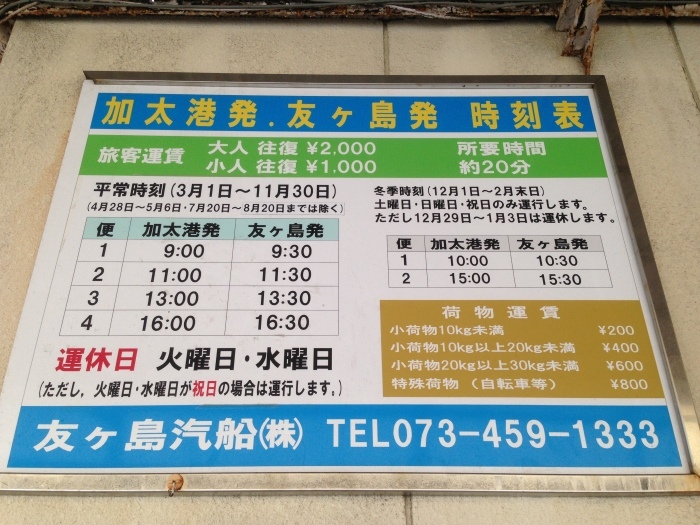 加太港発.友ヶ島発 時刻表
旅客運賃
大人 往復 ¥2,000
小人 往復 ¥1,000
所要時間
約20分
平常時刻(3月1日〜11月30日)
(4月28日〜5月6日・7月20日〜8月20日までは除く)
便 加太港発 友ヶ島発
1 9:00 9:30
2 11:00 11:30
3 13:00 13:30
4 16:00 16:30
運休日 火曜日・水曜日
(ただし,火曜日・水曜日が祝日の場合は運行します。)
冬季時刻(12月1日〜2月末日)
土曜日・日曜日・祝日のみ運行します。
ただし12月29日〜1月3日は運休します。
便 加太港発 友ヶ島発
1 10:00 10:30
2 15:00 15:30
荷物運賃
小荷物10kg未満 ¥200
小荷物10kg以上20kg未満 ¥400
小荷物20kg以上30kg未満 ¥600
特殊荷物(自転車等) ¥800
友ヶ島汽船㈱ TEL073-459-1333